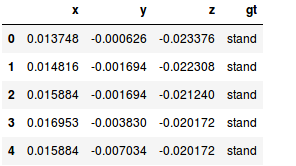 x y z gt
0 0.013748 -0.000626 -0.023376 stand
1 0.014816 -0.001694 -0.022308 stand
2 0.015884 -0.001694 -0.021240 stand
3 0.016953 -0.003830 -0.020172 stand
4 0.015884 -0.007034 -0.020172 stand